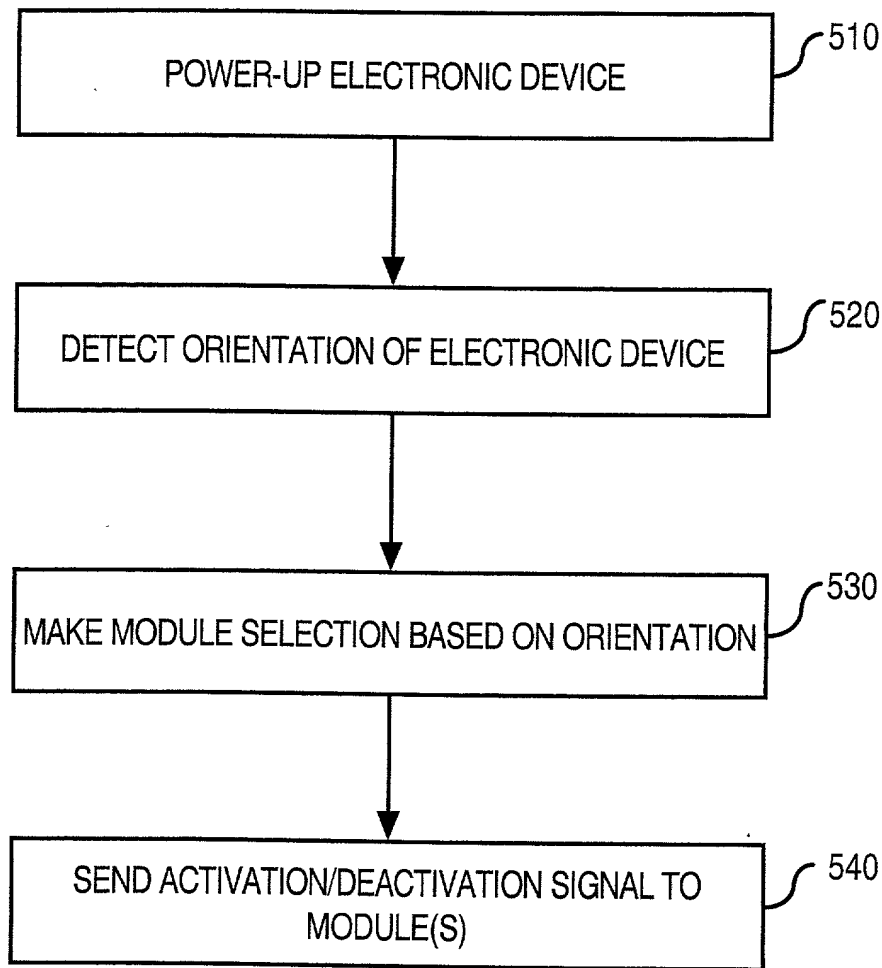 POWER-UP ELECTRONIC DEVICE
510
DETECT ORIENTATION OF ELECTRONIC DEVICE
520
MAKE MODULE SELECTION BASED ON ORIENTATION
530
SEND ACTIVATION/DEACTIVATION SIGNAL TO
MODULE(S)
540